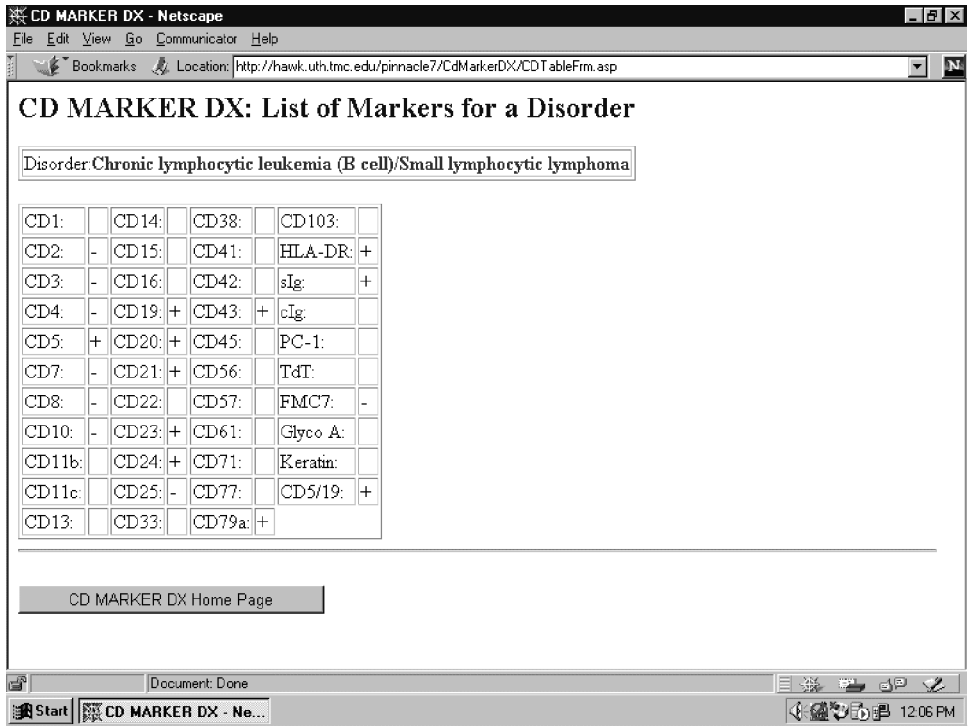 CD MARKER DX - Netscape
File Edit View Go Communicator Help
Bookmarks Location: http://hawk.uth.tmc.edu/pinnacle7/CdMarkerDX/CDTableFrm.asp N
CD MARKER DX: List of Markers for a Disorder
Disorder:Chronic lymphocytic leukemia (B cell)/Small lymphocytic lymphoma
CD1: CD14: CD38: CD103:
CD2: - CD15: CD41: HLA-DR: +
CD3: - CD16: CD42: sIg: +
CD4: - CD19: + CD43: + cIg:
CD5: + CD20: + CD45: PC-1:
CD7: - CD21: + CD56: TdT:
CD8: - CD22: CD57: FMC7: -
CD10: - CD23: + CD61: Glyco A:
CD11b: CD24: + CD71: Keratin:
CD11c: CD25: - CD77: CD5/19: +
CD13: CD33: CD79a: +
CD MARKER DX Home Page
Document: Done
Start CD MARKER DX - Ne... 12:06 PM